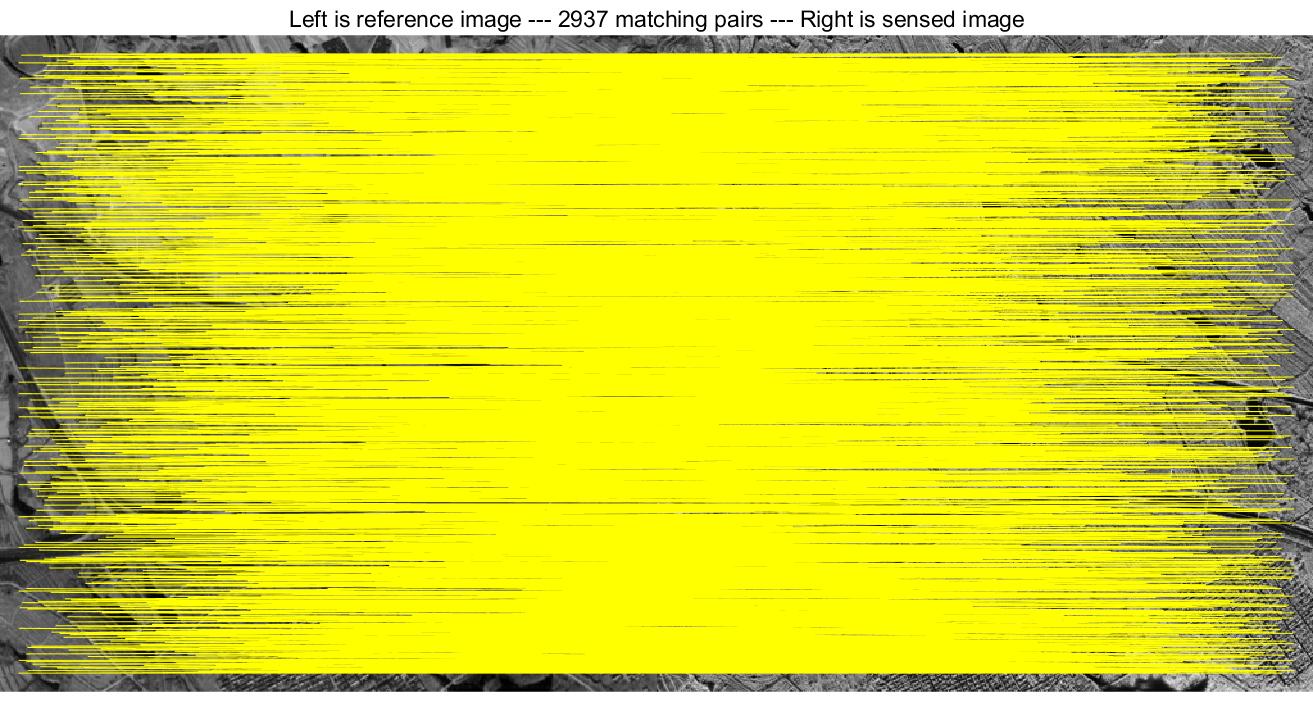 Left is reference image --- 2937 matching pairs --- Right is sensed image